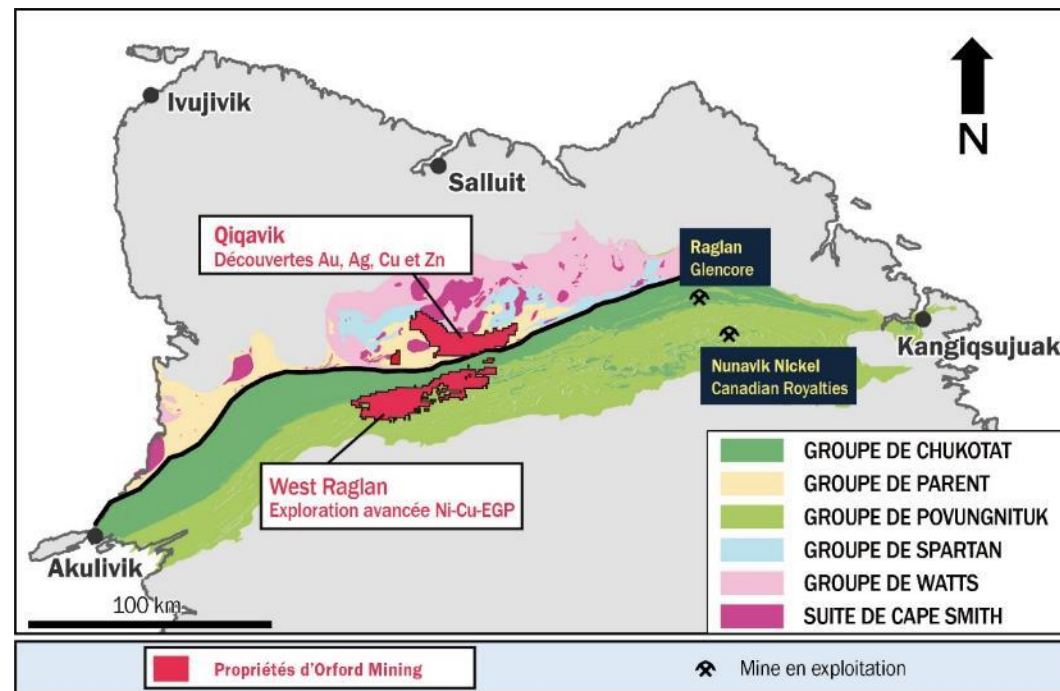 Ivujivik
Salluit
N
Qiqavik
Découvertes Au, Ag, Cu et Zn
Raglan
Glencore
Kangiqsujuak
Nunavik NIckel
Canadian Royalties
West Raglan
Exploration avancée Ni-Cu-EGP
Akulivik
100 km
GROUPE DE CHUKOTAT
GROUPE DE PARENT
GROUPE DE POVUNGNITUK
GROUPE DE SPARTAN
GROUPE DE WATTS
SUITE DE CAPE SMITH
Propriétés d'Orford Mining
Mine en exploitation